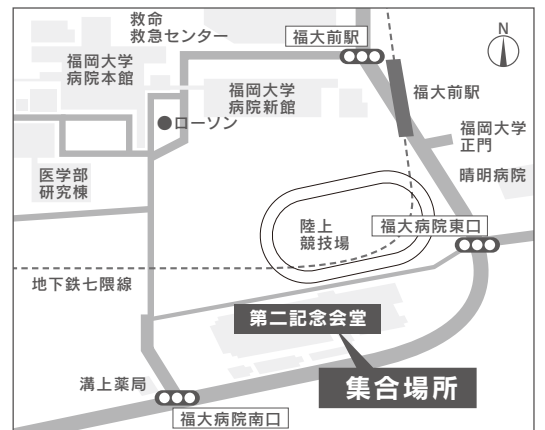 救命
救急センター
福大前駅
N
福岡大学
病院本館
福岡大学
病院新館
福大前駅
ローソン
福岡大学
正門
医学部
研究棟
晴明病院
陸上
競技場
福大病院東口
地下鉄七隈線
第二記念会堂
溝上薬局
集合場所
福大病院南口